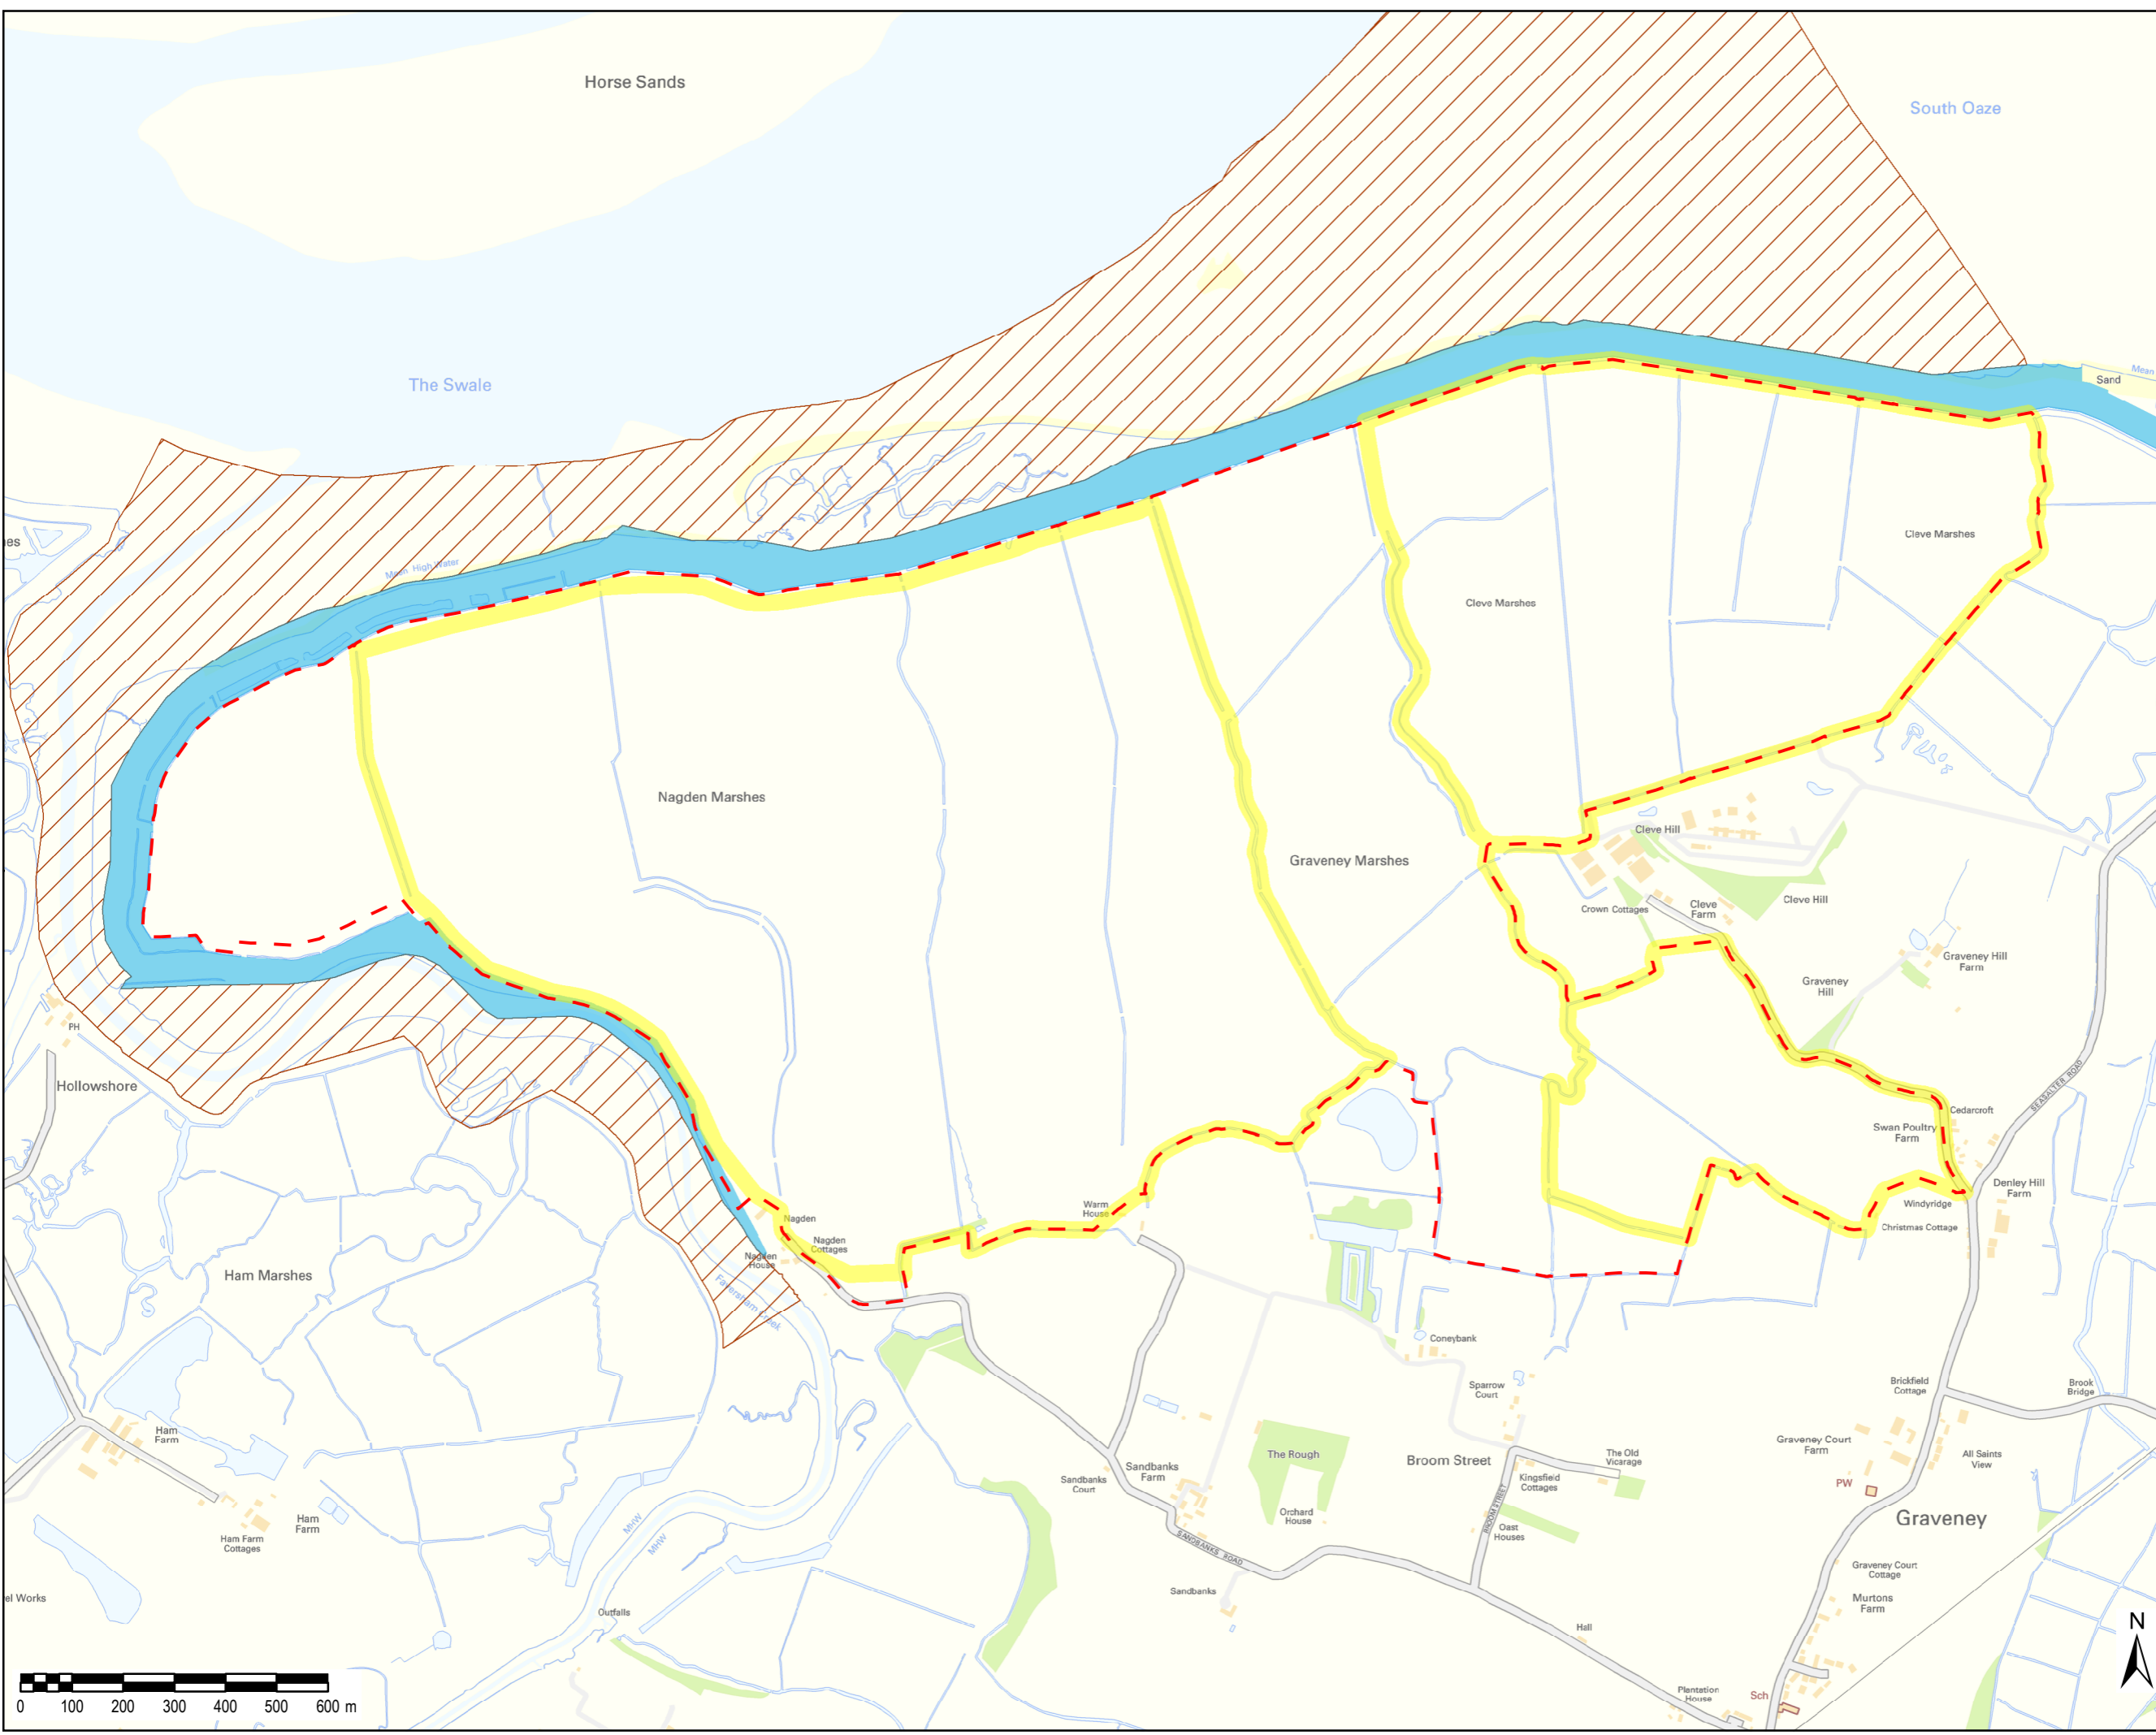 Horse Sands
South Oaze
The Swale
Mean
Sand
es
Mean High Water
Cleve Marshes
Cleve Marshes
Nagden Marshes
Cleve Hill
Graveney Marshes
Cleve Hill
Crown Cottages
Cleve
Farm
Graveney Hill
Farm
Graveney
Hill
PH
Hollowshore
SEASALTER ROAD
Cedarcroft
Swan Poultry
Farm
Denley Hill
Farm
Windyridge
Christmas Cottage
Warm
House
Nagden
Nagden
Cottages
Nagden
House
Ham Marshes
Faversham Creek
Coneybank
Sparrow
Court
Brickfield
Cottage
Brook
Bridge
Ham
Farm
Graveney Court
Farm
All Saints
View
The Rough
Broom Street
The Old
Vicarage
Sandbanks
Farm
Sandbanks
Court
Kingsfield
Cottages
PW
BROOM STREET
Orchard
House
Oast
Houses
Graveney
Ham
Farm
Ham Farm
Cottages
MHW
MHW
SANDBANKS ROAD
Graveney Court
Cottage
Sandbanks
el Works
Murtons
Farm
Outfalls
Hall
N
Plantation
House
Sch
0 100 200 300 400 500 600 m